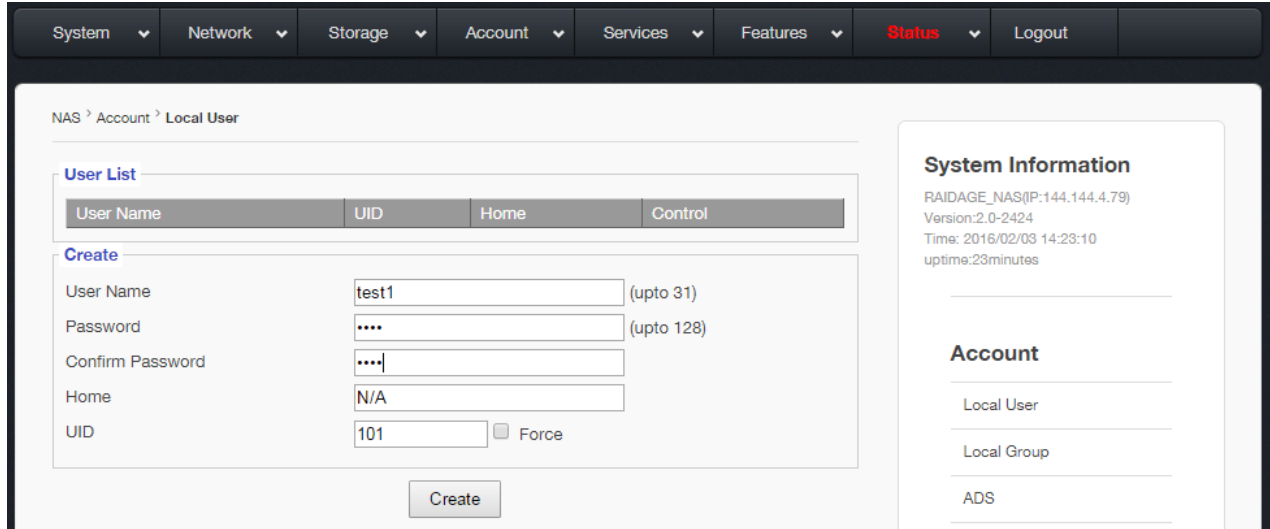 System Network Storage Account Services Features Status Logout
NAS > Account > Local User
User List
User Name UID Home Control
Create
User Name test1 (upto 31)
Password •••• (upto 128)
Confirm Password ••••
Home N/A
UID 101 Force
Create
System Information
RAIDAGE_NAS(IP:144.144.4.79)
Version:2.0-2424
Time: 2016/02/03 14:23:10
uptime:23minutes
Account
Local User
Local Group
ADS